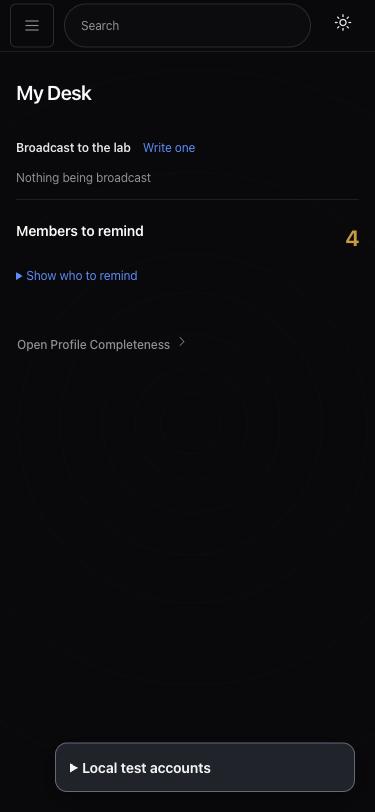 Search
My Desk
Broadcast to the lab Write one
Nothing being broadcast
Members to remind 4
Show who to remind
Open Profile Completeness
Local test accounts